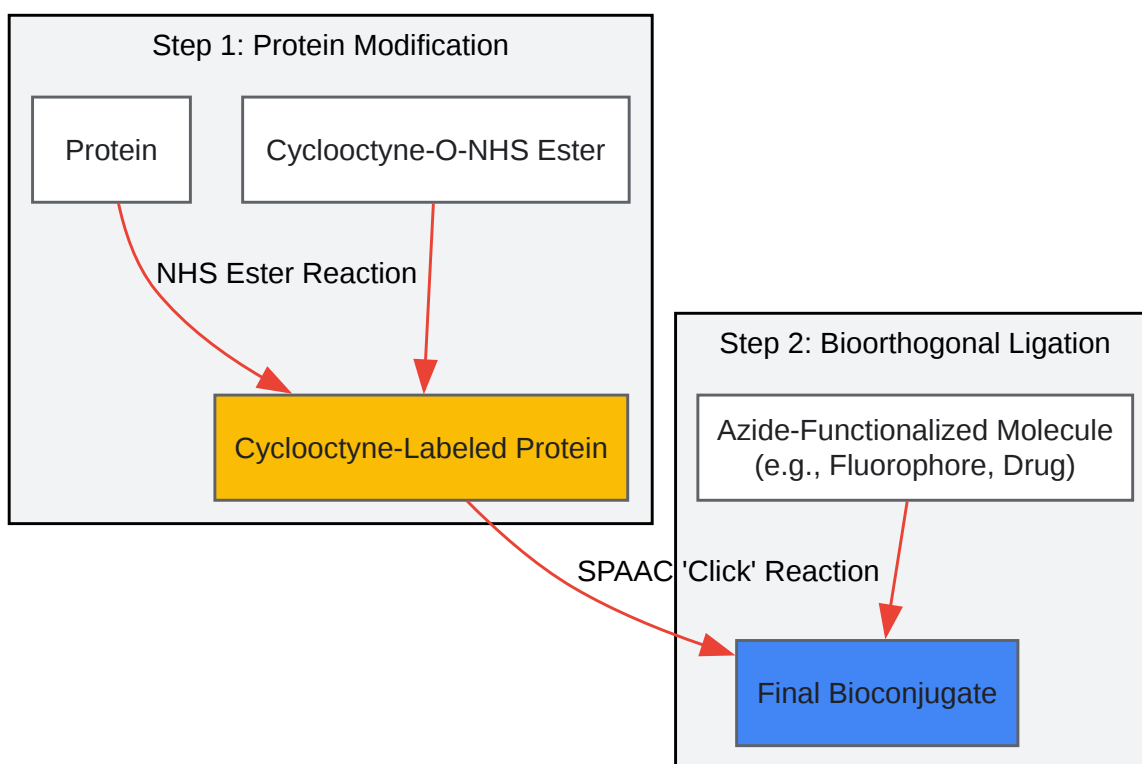 Step 1: Protein Modification
Protein
Cyclooctyne-O-NHS Ester
NHS Ester Reaction
Cyclooctyne-Labeled Protein
Step 2: Bioorthogonal Ligation
Azide-Functionalized Molecule
(e.g., Fluorophore, Drug)
SPAAC 'Click' Reaction
Final Bioconjugate